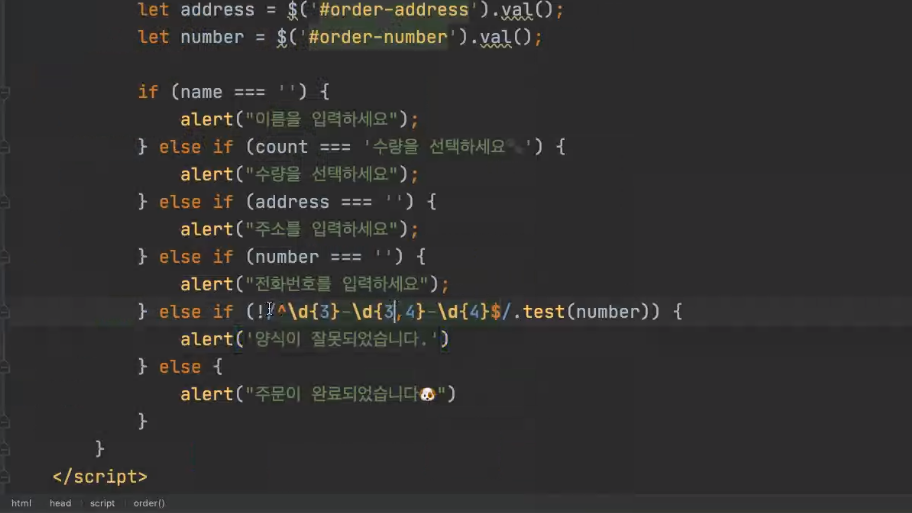 let address = $('#order-address').val();
let number = $('#order-number').val();
if (name === '') {
alert("이름을 입력하세요");
} else if (count === '수량을 선택하세요') {
alert("수량을 선택하세요");
} else if (address === '') {
alert("주소를 입력하세요");
} else if (number === '') {
alert("전화번호를 입력하세요");
} else if (!/^\d{3}-\d{3,4}-\d{4}$/.test(number)) {
alert('양식이 잘못되었습니다.')
} else {
alert("주문이 완료되었습니다🐶")
}
}
</script>
html head script order()